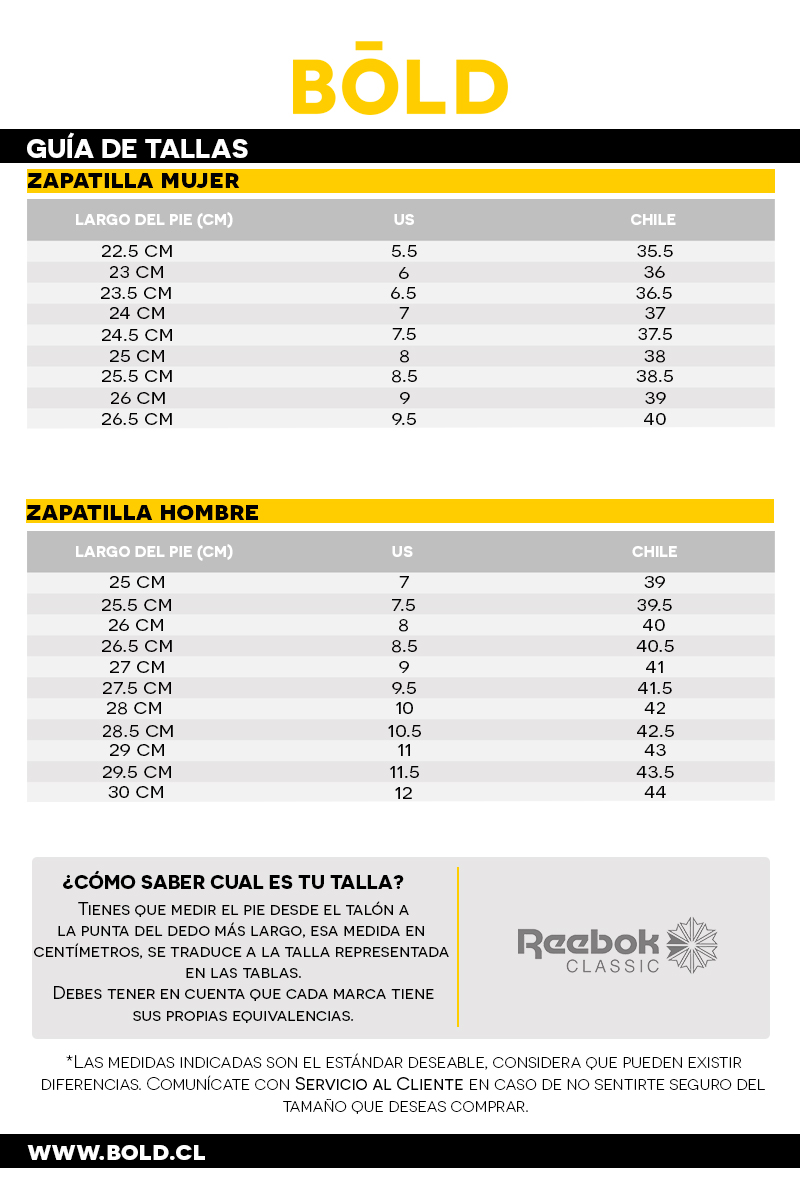 BŌLD
GUÍA DE TALLAS
ZAPATILLA MUJER
LARGO DEL PIE (CM) US CHILE
22.5 CM 5.5 35.5
23 CM 6 36
23.5 CM 6.5 36.5
24 CM 7 37
24.5 CM 7.5 37.5
25 CM 8 38
25.5 CM 8.5 38.5
26 CM 9 39
26.5 CM 9.5 40
ZAPATILLA HOMBRE
LARGO DEL PIE (CM) US CHILE
25 CM 7 39
25.5 CM 7.5 39.5
26 CM 8 40
26.5 CM 8.5 40.5
27 CM 9 41
27.5 CM 9.5 41.5
28 CM 10 42
28.5 CM 10.5 42.5
29 CM 11 43
29.5 CM 11.5 43.5
30 CM 12 44
¿CÓMO SABER CUAL ES TU TALLA?
TIENES QUE MEDIR EL PIE DESDE EL TALÓN A
LA PUNTA DEL DEDO MÁS LARGO, ESA MEDIDA EN
CENTÍMETROS, SE TRADUCE A LA TALLA REPRESENTADA
EN LAS TABLAS.
DEBES TENER EN CUENTA QUE CADA MARCA TIENE
SUS PROPIAS EQUIVALENCIAS.
Reebok
CLASSIC
*LAS MEDIDAS INDICADAS SON EL ESTÁNDAR DESEABLE, CONSIDERA QUE PUEDEN EXISTIR
DIFERENCIAS. COMUNÍCATE CON SERVICIO AL CLIENTE EN CASO DE NO SENTIRTE SEGURO DEL
TAMAÑO QUE DESEAS COMPRAR.
WWW.BOLD.CL